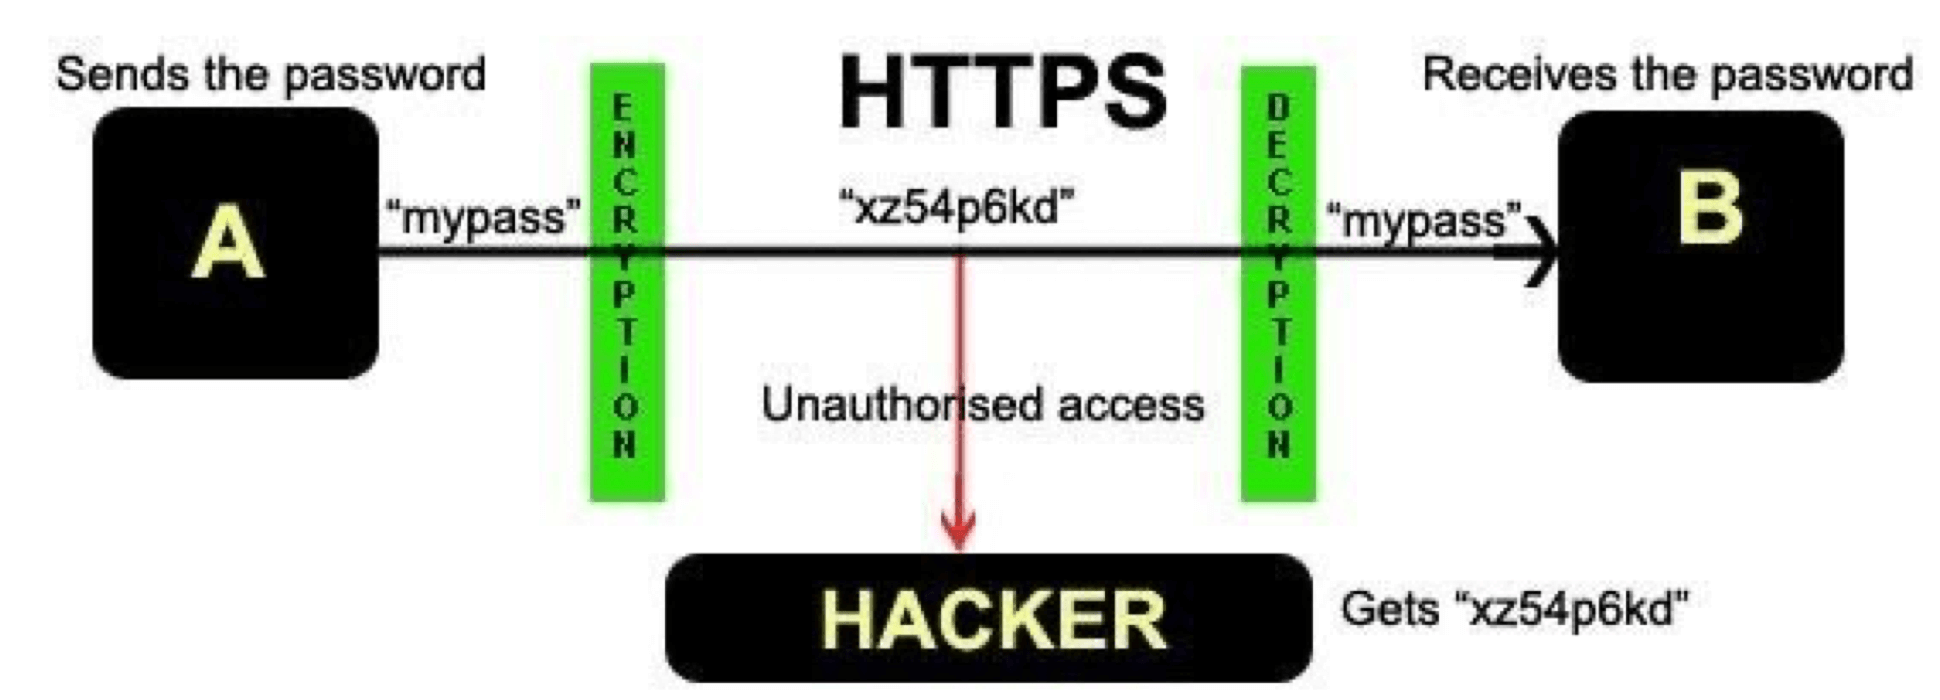 HTTPS
Sends the password
Receives the password
A
"mypass"
ENCRYPTION
"xz54p6kd"
DECRYPTION
"mypass"
B
Unauthorised access
HACKER
Gets "xz54p6kd"